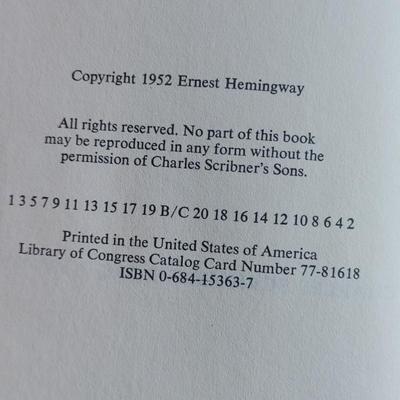 Copyright 1952 Ernest Hemingway
All rights reserved. No part of this book
may be reproduced in any form without the
permission of Charles Scribner's Sons.
1 3 5 7 9 11 13 15 17 19 B/C 20 18 16 14 12 10 8 6 4 2
Printed in the United States of America
Library of Congress Catalog Card Number 77-81618
ISBN 0-684-15363-7